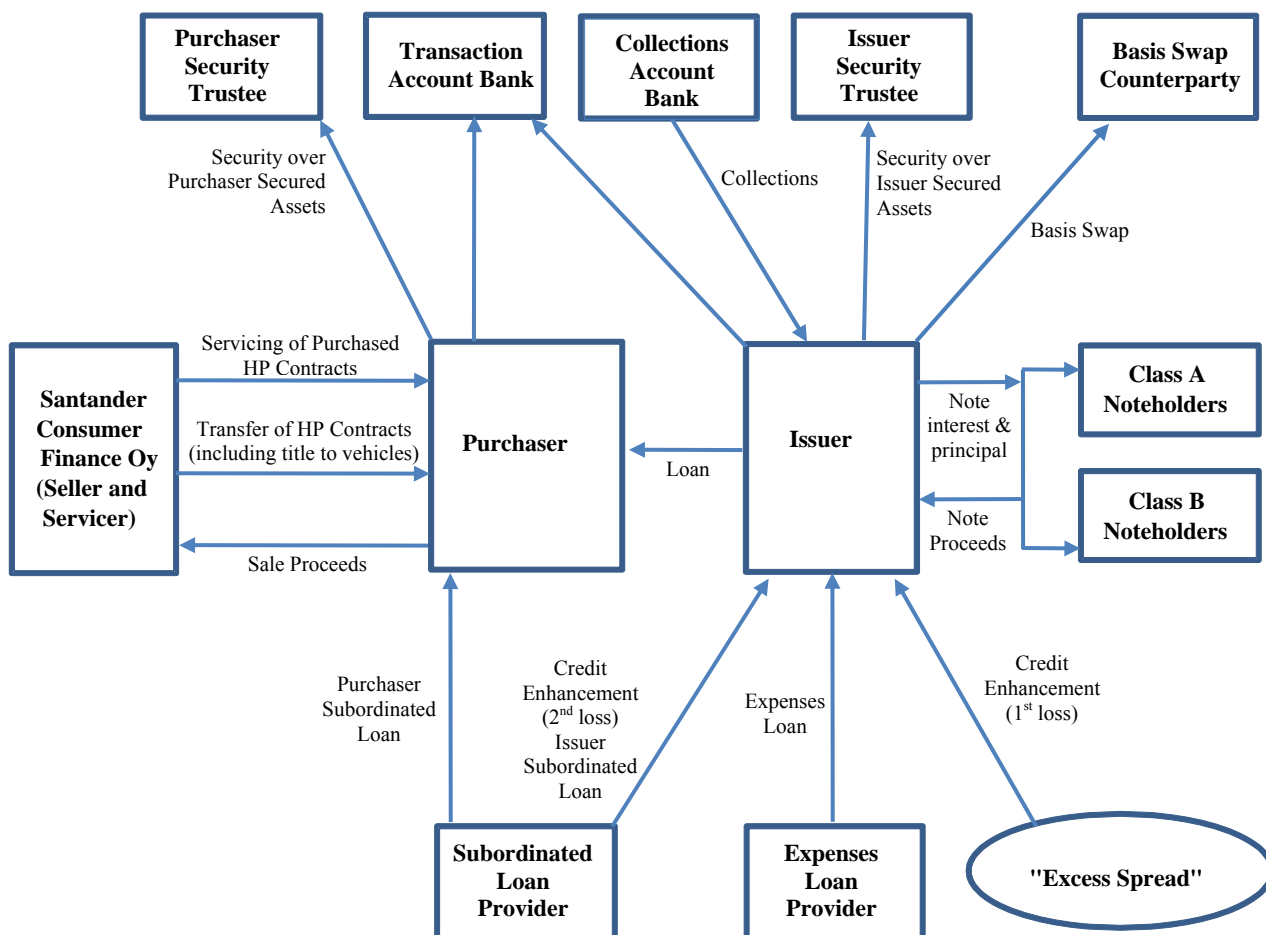 Purchaser
Security
Trustee
Transaction
Account Bank
Collections
Account
Bank
Issuer
Security
Trustee
Basis Swap
Counterparty
Security over
Purchaser Secured
Assets
Collections
Security over
Issuer Secured
Assets
Basis Swap
Santander
Consumer
Finance Oy
(Seller and
Servicer)
Servicing of Purchased
HP Contracts
Transfer of HP Contracts
(including title to vehicles)
Sale Proceeds
Purchaser
Loan
Issuer
Note
interest &
principal
Note
Proceeds
Class A
Noteholders
Class B
Noteholders
Purchaser
Subordinated
Loan
Credit
Enhancement
(2nd loss)
Issuer
Subordinated
Loan
Expenses
Loan
Credit
Enhancement
(1st loss)
Subordinated
Loan
Provider
Expenses
Loan
Provider
"Excess Spread"